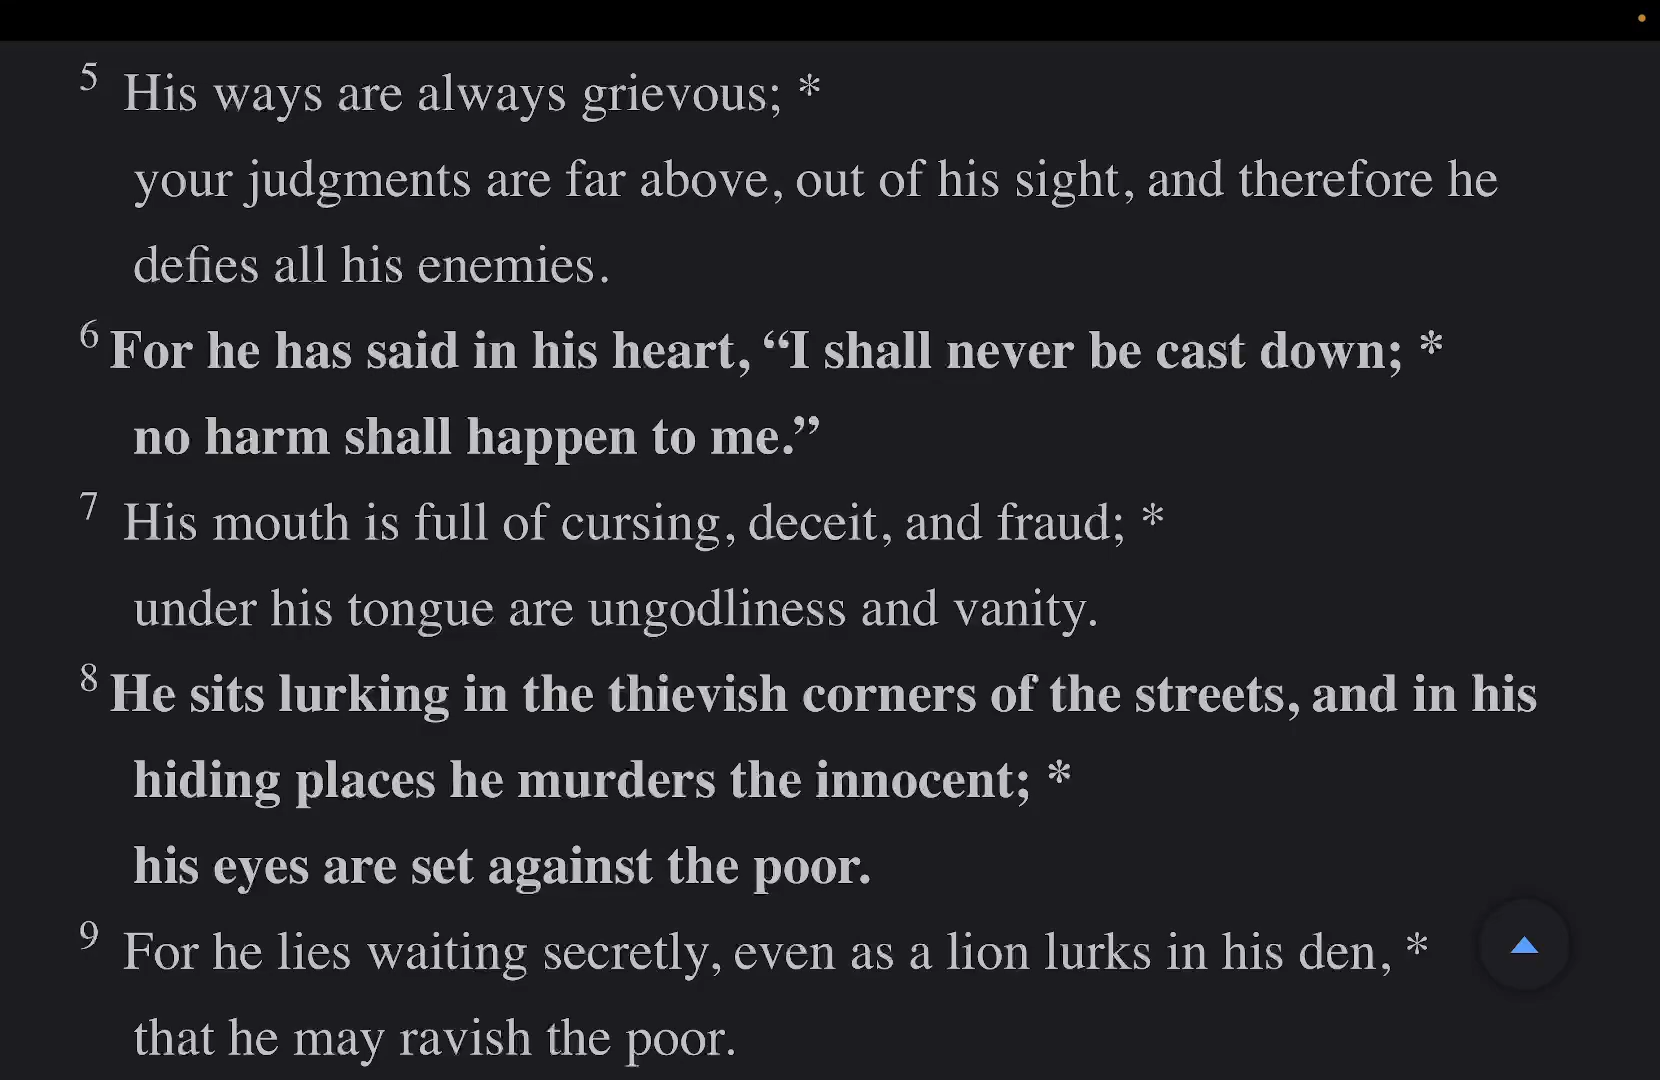 5 His ways are always grievous; *
your judgments are far above, out of his sight, and therefore he
defies all his enemies.
6 For he has said in his heart, “I shall never be cast down; *
no harm shall happen to me.”
7 His mouth is full of cursing, deceit, and fraud; *
under his tongue are ungodliness and vanity.
8 He sits lurking in the thievish corners of the streets, and in his
hiding places he murders the innocent; *
his eyes are set against the poor.
9 For he lies waiting secretly, even as a lion lurks in his den, *
that he may ravish the poor.